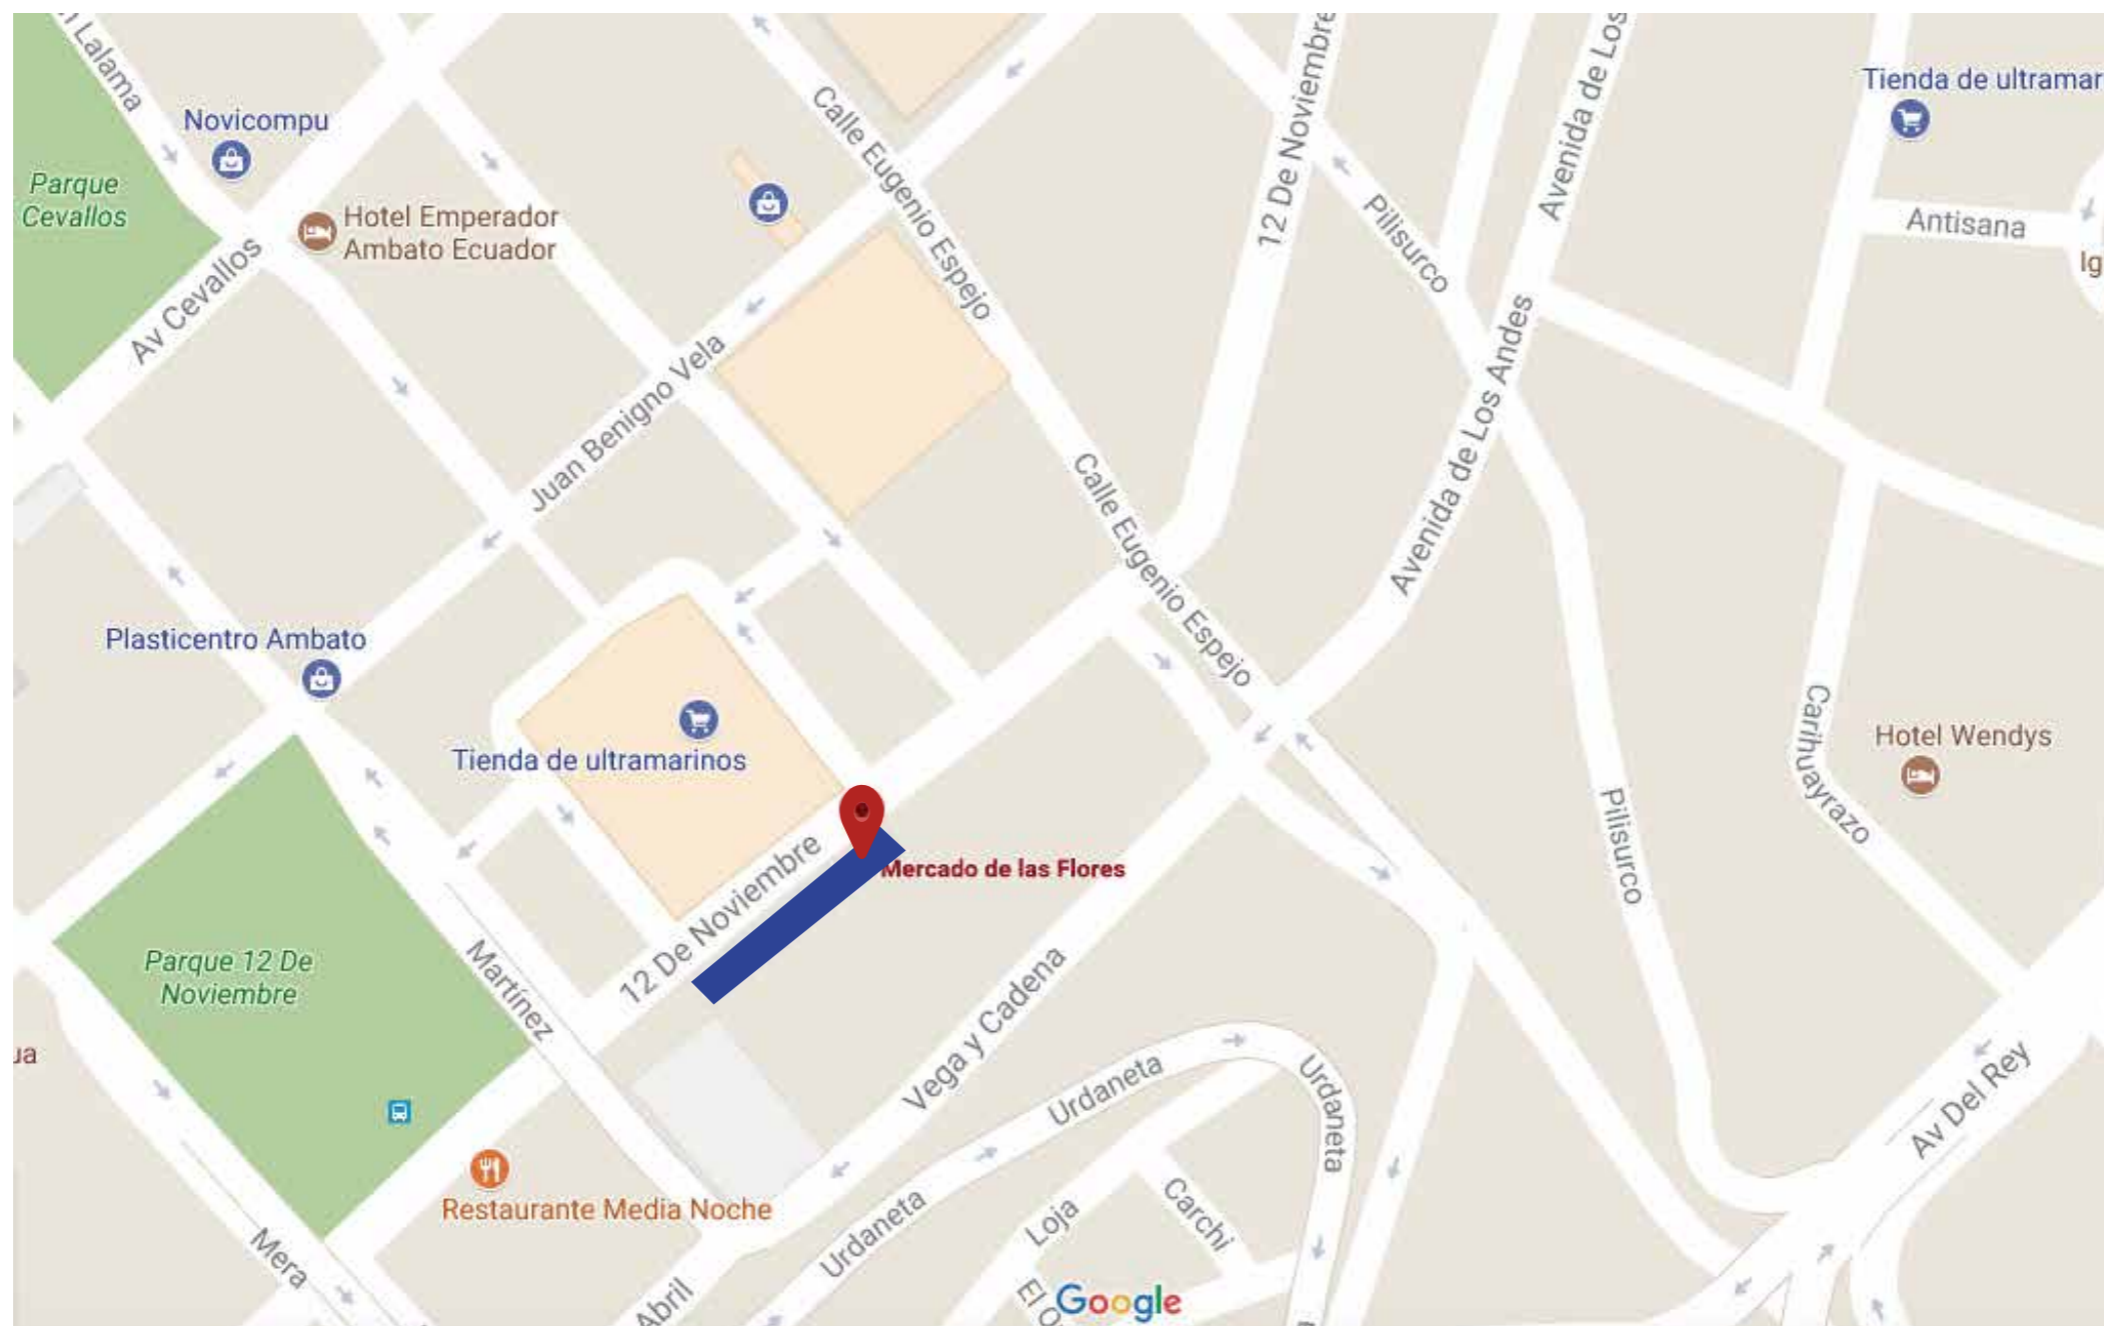 Lalama
Novicompu
Parque
Cevallos
Hotel Emperador
Ambato Ecuador
Av Cevallos
Calle Eugenio Espejo
12 De Noviembre
Avenida de Los
Pilisurco
Tienda de ultramar
Antisana
Ig
Juan Benigno Vela
Avenida de Los Andes
Calle Eugenio Espejo
Plasticentro Ambato
Tienda de ultramarinos
Carihuayrazo
Hotel Wendys
Pilisurco
12 De Noviembre
Mercado de las Flores
Parque 12 De
Noviembre
Martínez
Vega y Cadena
ua
Urdaneta
Urdaneta
Av Del Rey
Restaurante Media Noche
Mera
Urdaneta
Loja
Carchi
Abril
El O
Google